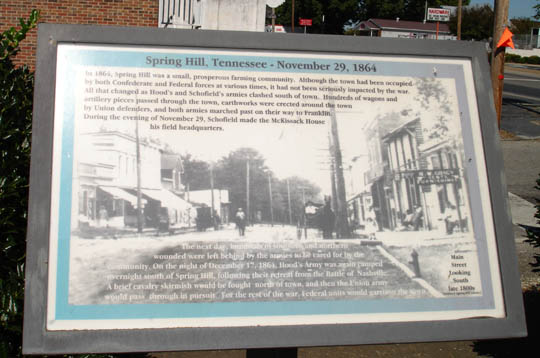 Spring Hill, Tennessee - November 29, 1864
In 1864, Spring Hill was a small, prosperous farming community. Although the town had been occupied
by both Confederate and Federal forces at various times, it had not been seriously impacted by the war.
All that changed as Hood's and Schofield's armies clashed south of town. Hundreds of wagons and
artillery pieces passed through the town, earthworks were erected around the town
by Union defenders, and both armies marched past on their way to Franklin.
During the evening of November 29, Schofield made the McKissack House
his field headquarters.
The next day, hundreds of southern and northern
wounded were left behind by the armies to be cared for by the
community. On the night of December 17, 1864, Hood's Army was again camped
overnight south of Spring Hill, following their retreat from the Battle of Nashville.
A brief cavalry skirmish would be fought north of town, and then the Union army
would pass through in pursuit. For the rest of the war, Federal units would garrison the town.
Main
Street
Looking
South
late 1800s